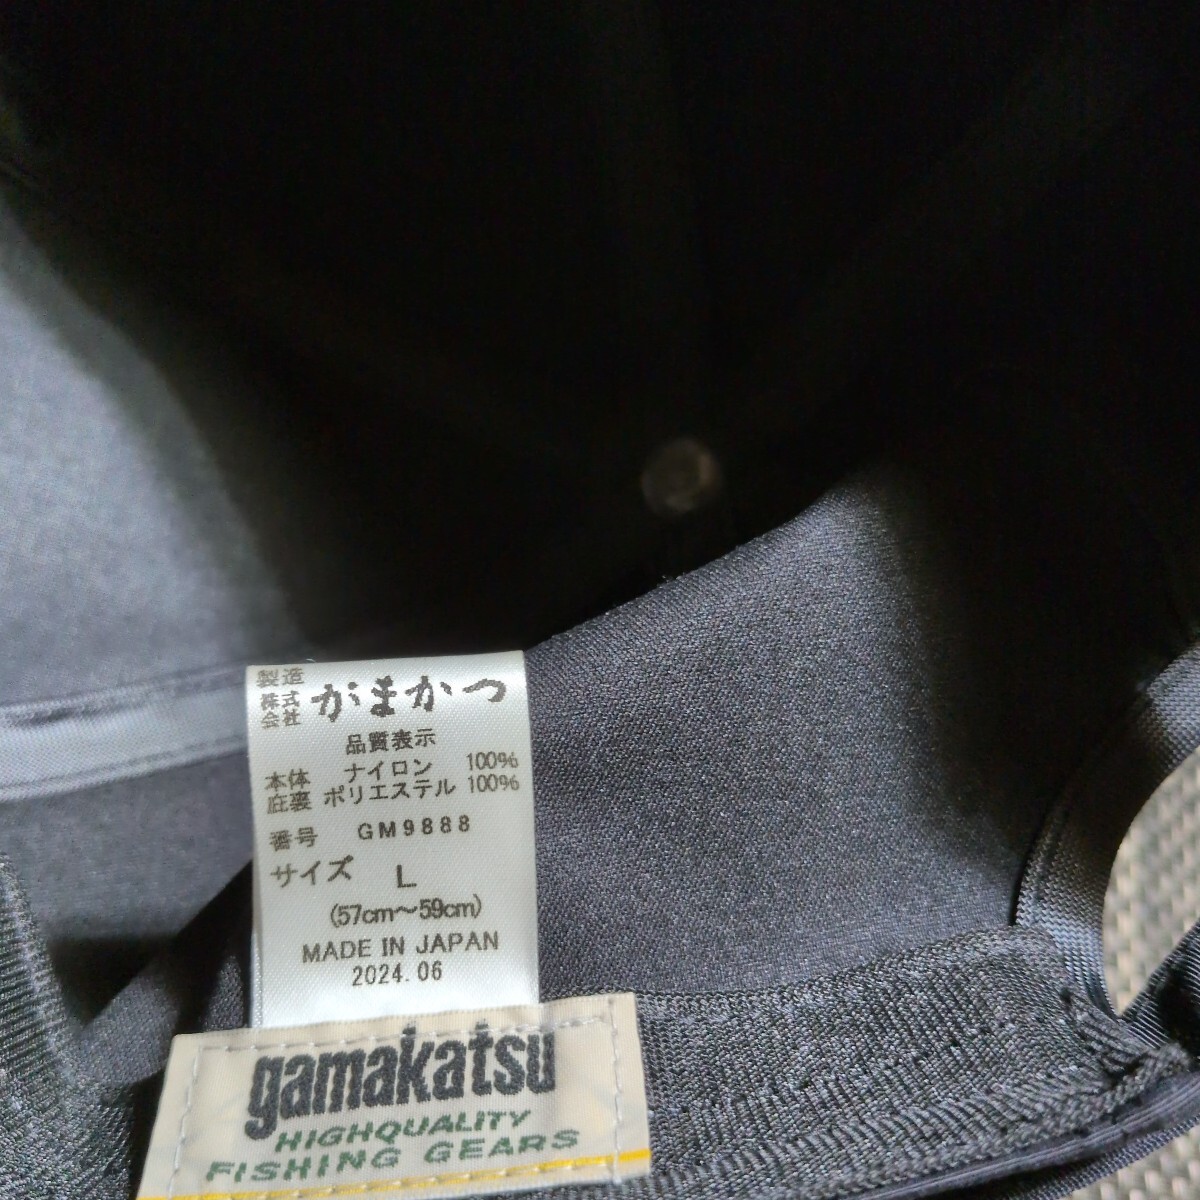 製造
株式会社 がまかつ
品質表示
本体 ナイロン 100%
庇裏 ポリエステル 100%
番号 GM9888
サイズ L
(57cm～59cm)
MADE IN JAPAN
2024.06
gamakatsu
HIGHQUALITY
FISHING GEARS